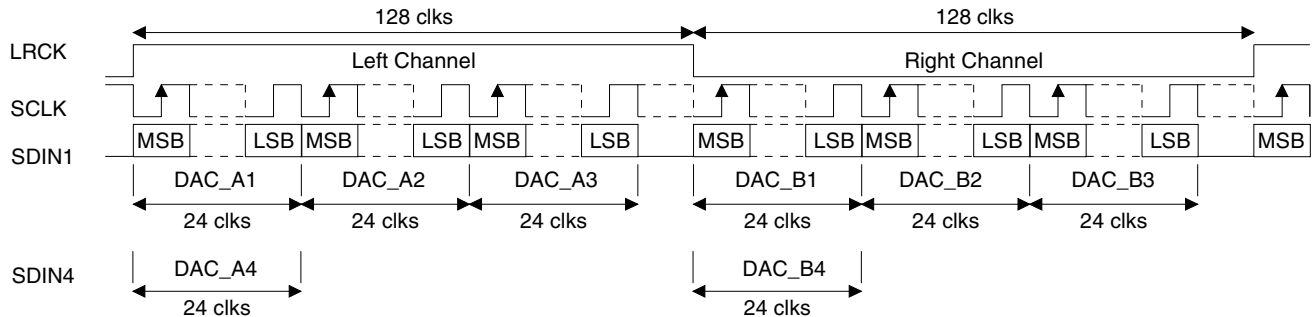 128 clks 128 clks
LRCK Left Channel Right Channel
SCLK
SDIN1 MSB LSB MSB LSB MSB LSB MSB LSB MSB LSB MSB LSB MSB
DAC_A1 DAC_A2 DAC_A3 DAC_B1 DAC_B2 DAC_B3
24 clks 24 clks 24 clks 24 clks 24 clks 24 clks
SDIN4 DAC_A4 DAC_B4
24 clks 24 clks